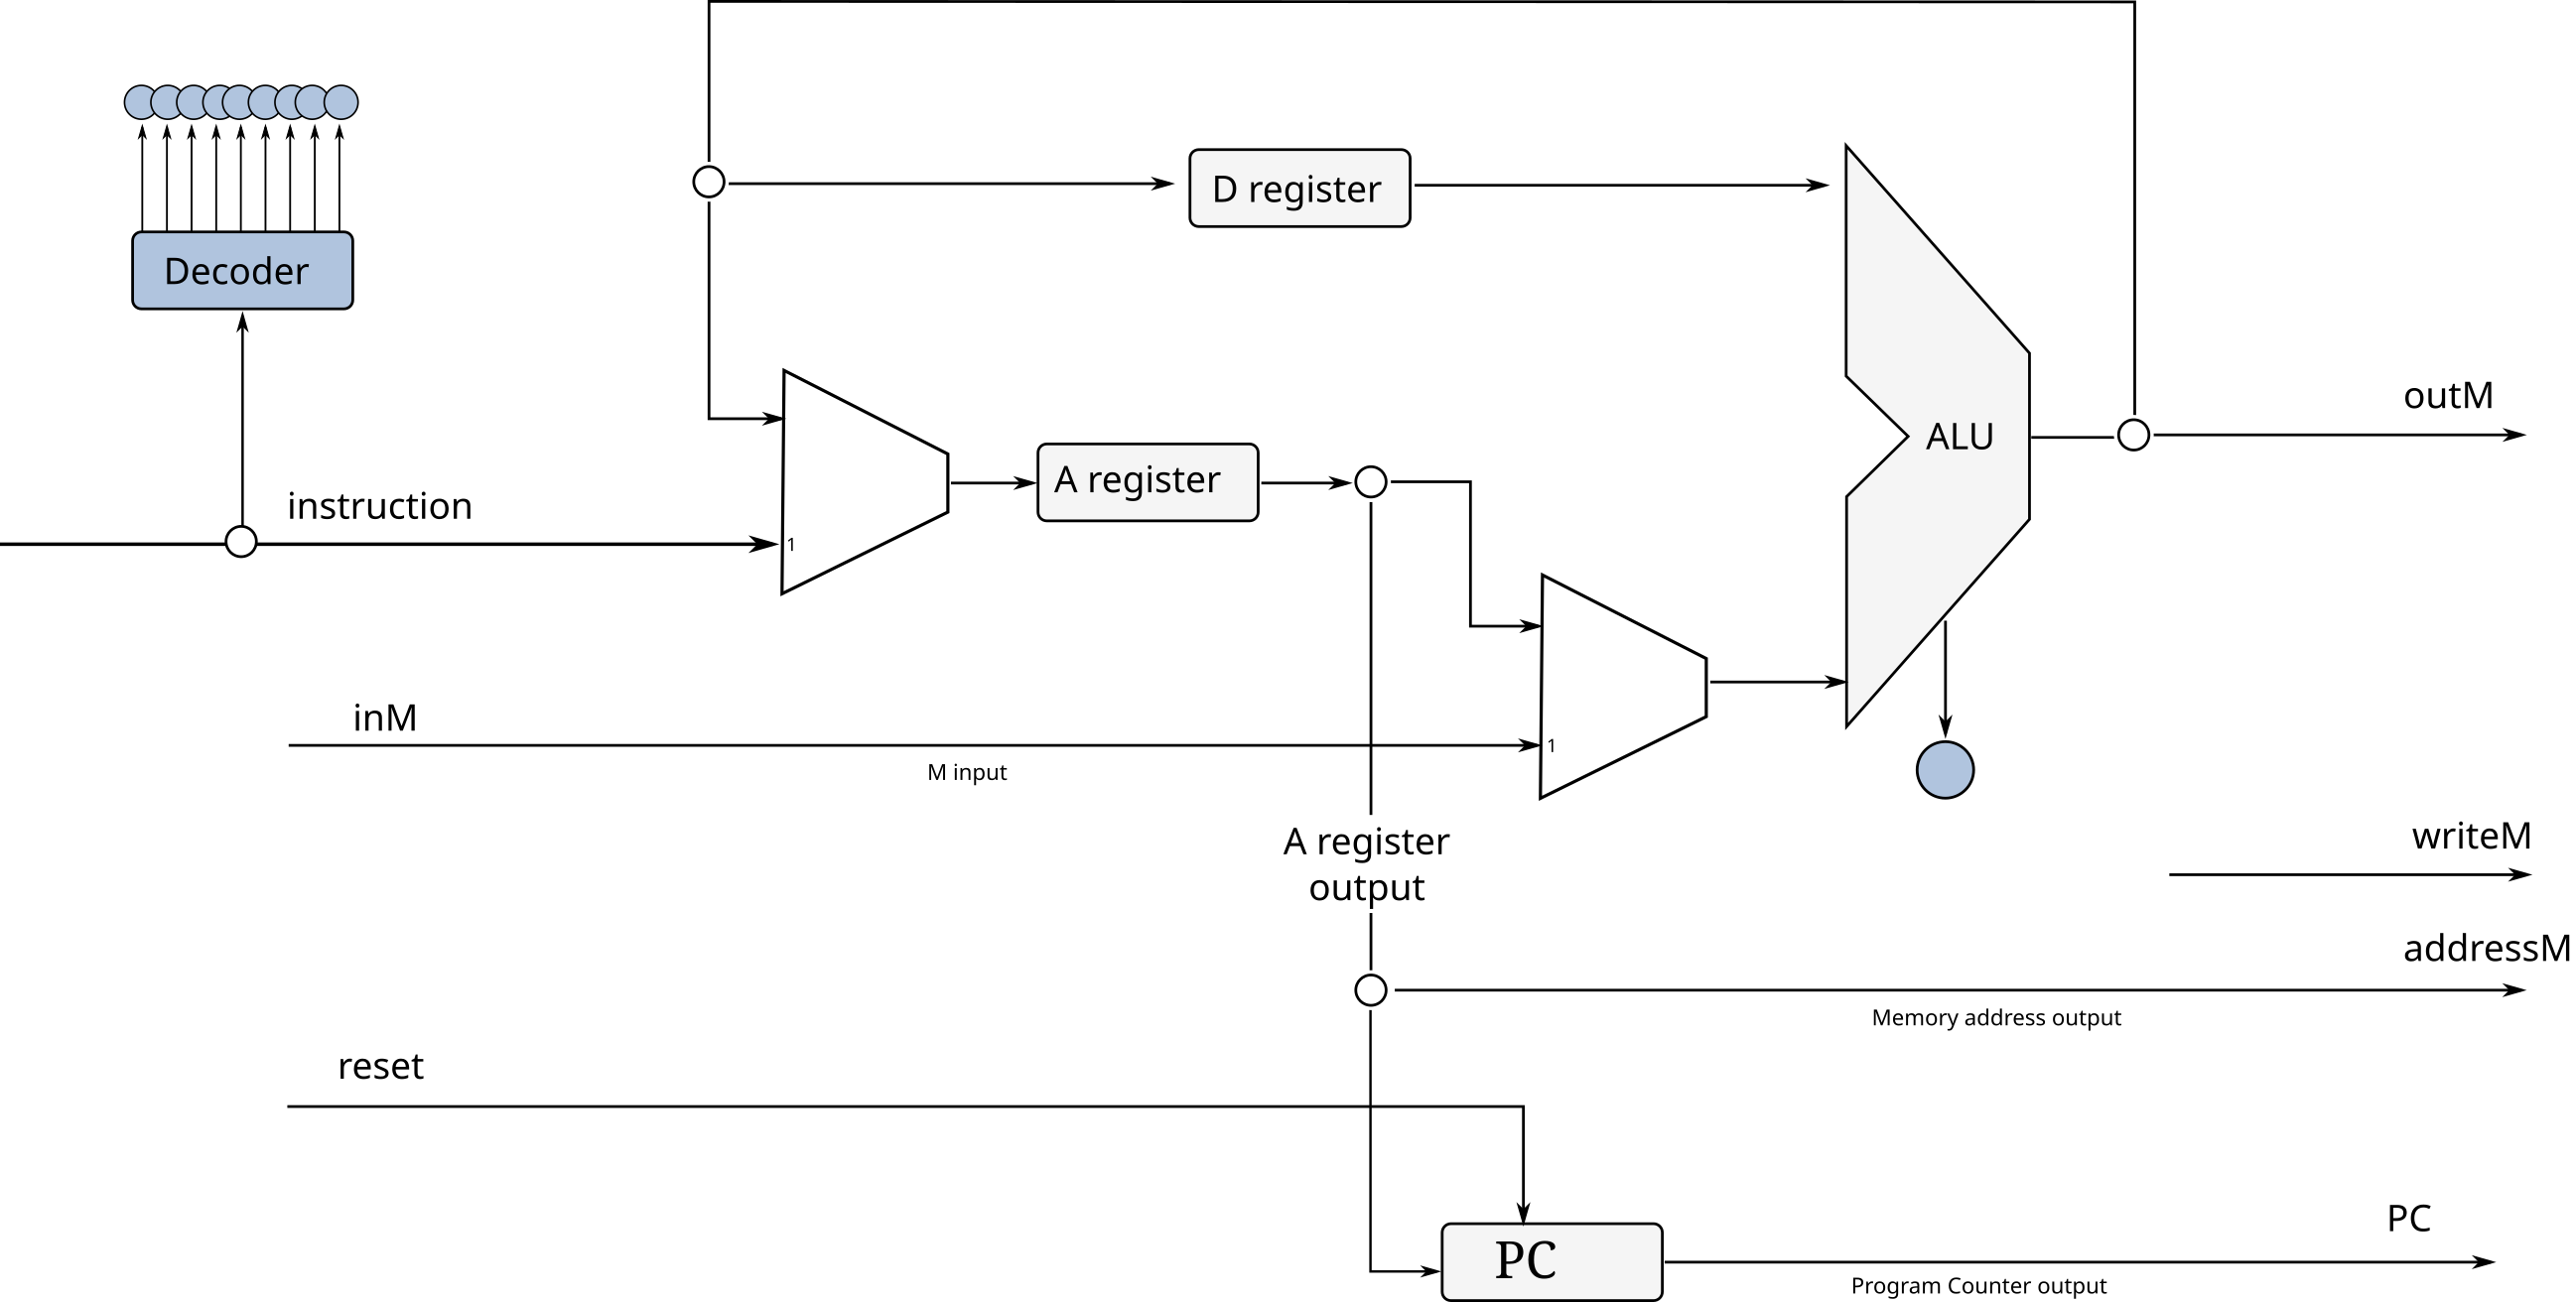 D register
Decoder
outM
ALU
A register
instruction
1
inM
1
M input
A register
output
writeM
addressM
Memory address output
reset
PC
PC
Program Counter output